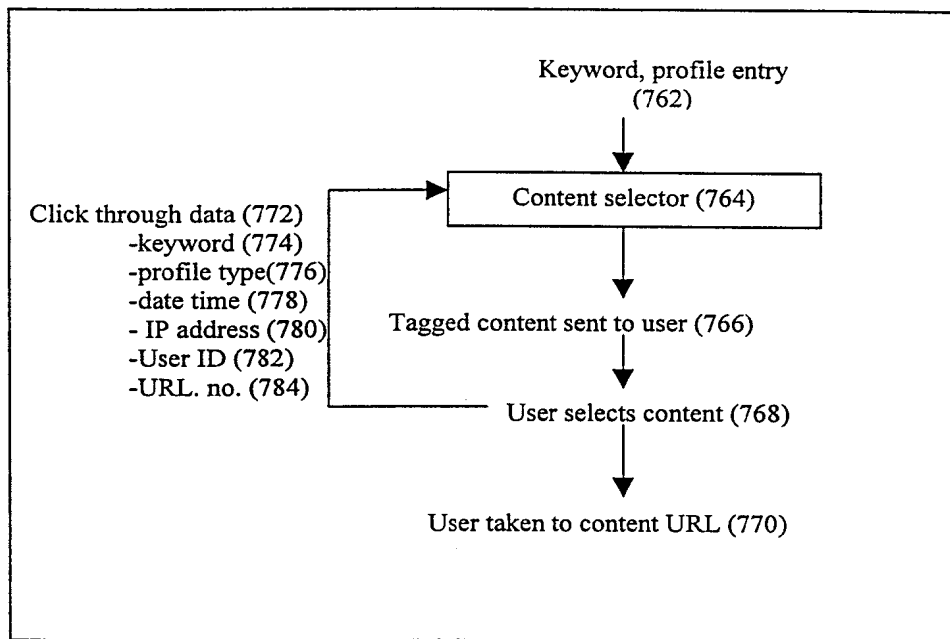 Keyword, profile entry
(762)
Content selector (764)
Click through data (772)
-keyword (774)
-profile type(776)
-date time (778)
- IP address (780)
-User ID (782)
-URL. no. (784)
Tagged content sent to user (766)
User selects content (768)
User taken to content URL (770)